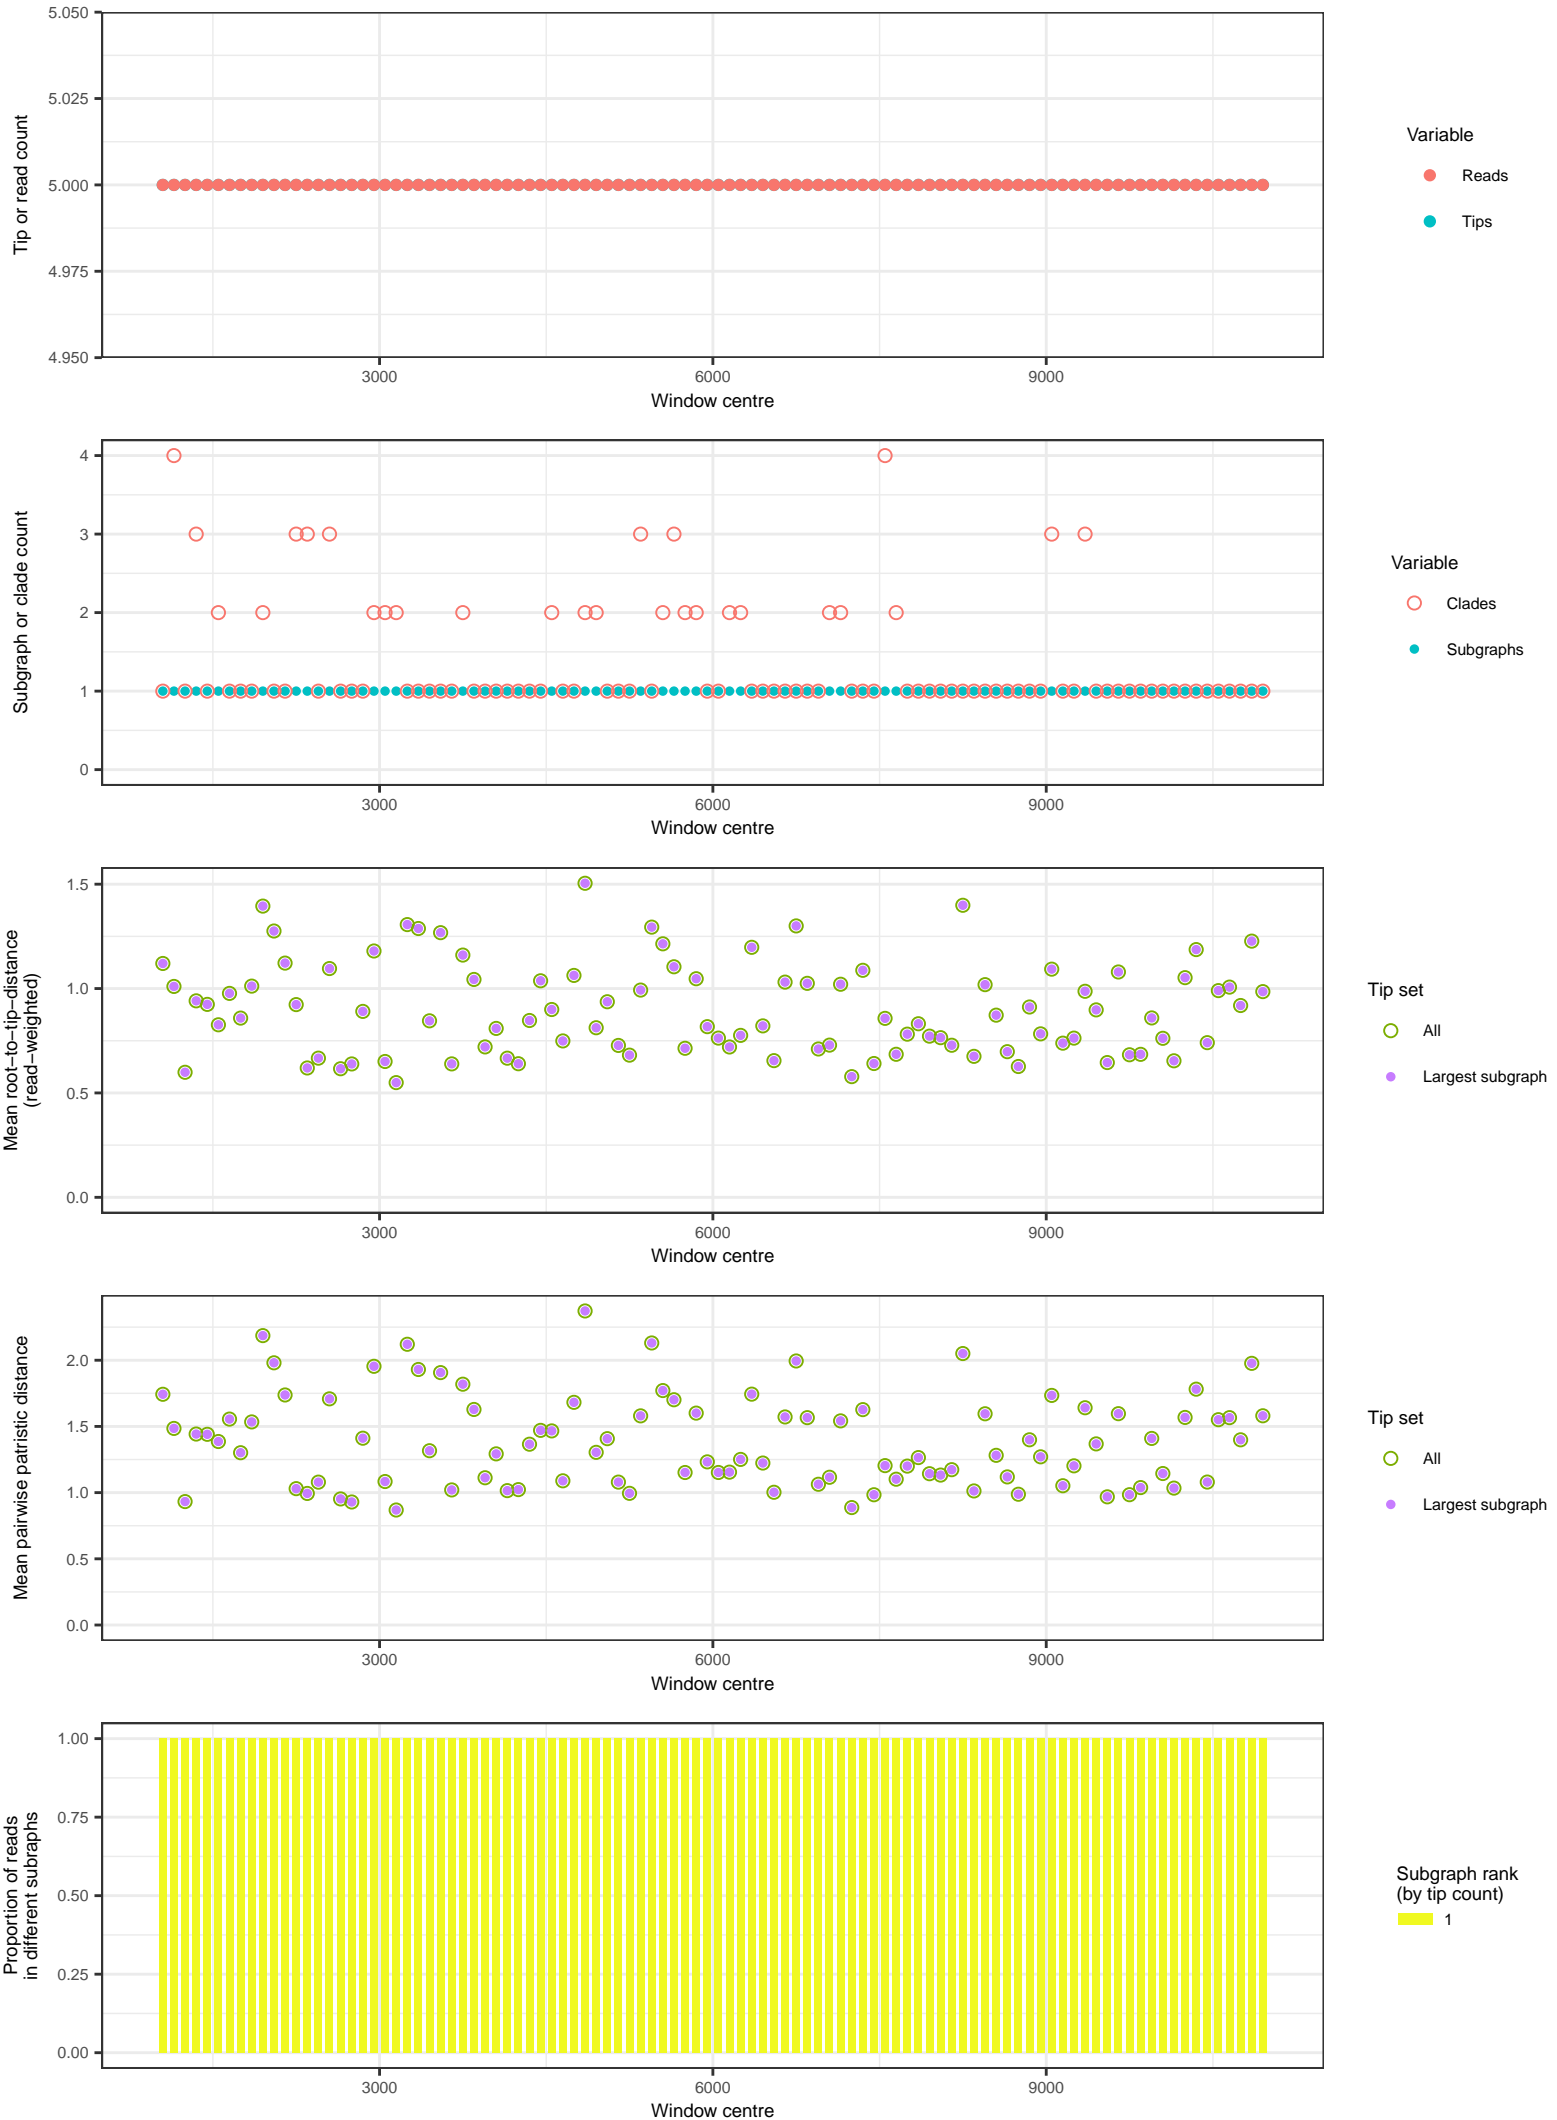 5.050
5.025
5.000
4.975
4.950
Tip or read count
3000
6000
9000
Window centre
Variable
Reads
Tips
4
3
2
1
0
Subgraph or clade count
3000
6000
9000
Window centre
Variable
Clades
Subgraphs
1.5
1.0
0.5
0.0
Mean root−to−tip−distance
(read−weighted)
3000
6000
9000
Window centre
Tip set
All
Largest subgraph
2.0
1.5
1.0
0.5
0.0
Mean pairwise patristic distance
3000
6000
9000
Window centre
Tip set
All
Largest subgraph
1.00
0.75
0.50
0.25
0.00
Proportion of reads
in different subraphs
3000
6000
9000
Window centre
Subgraph rank
(by tip count)
1